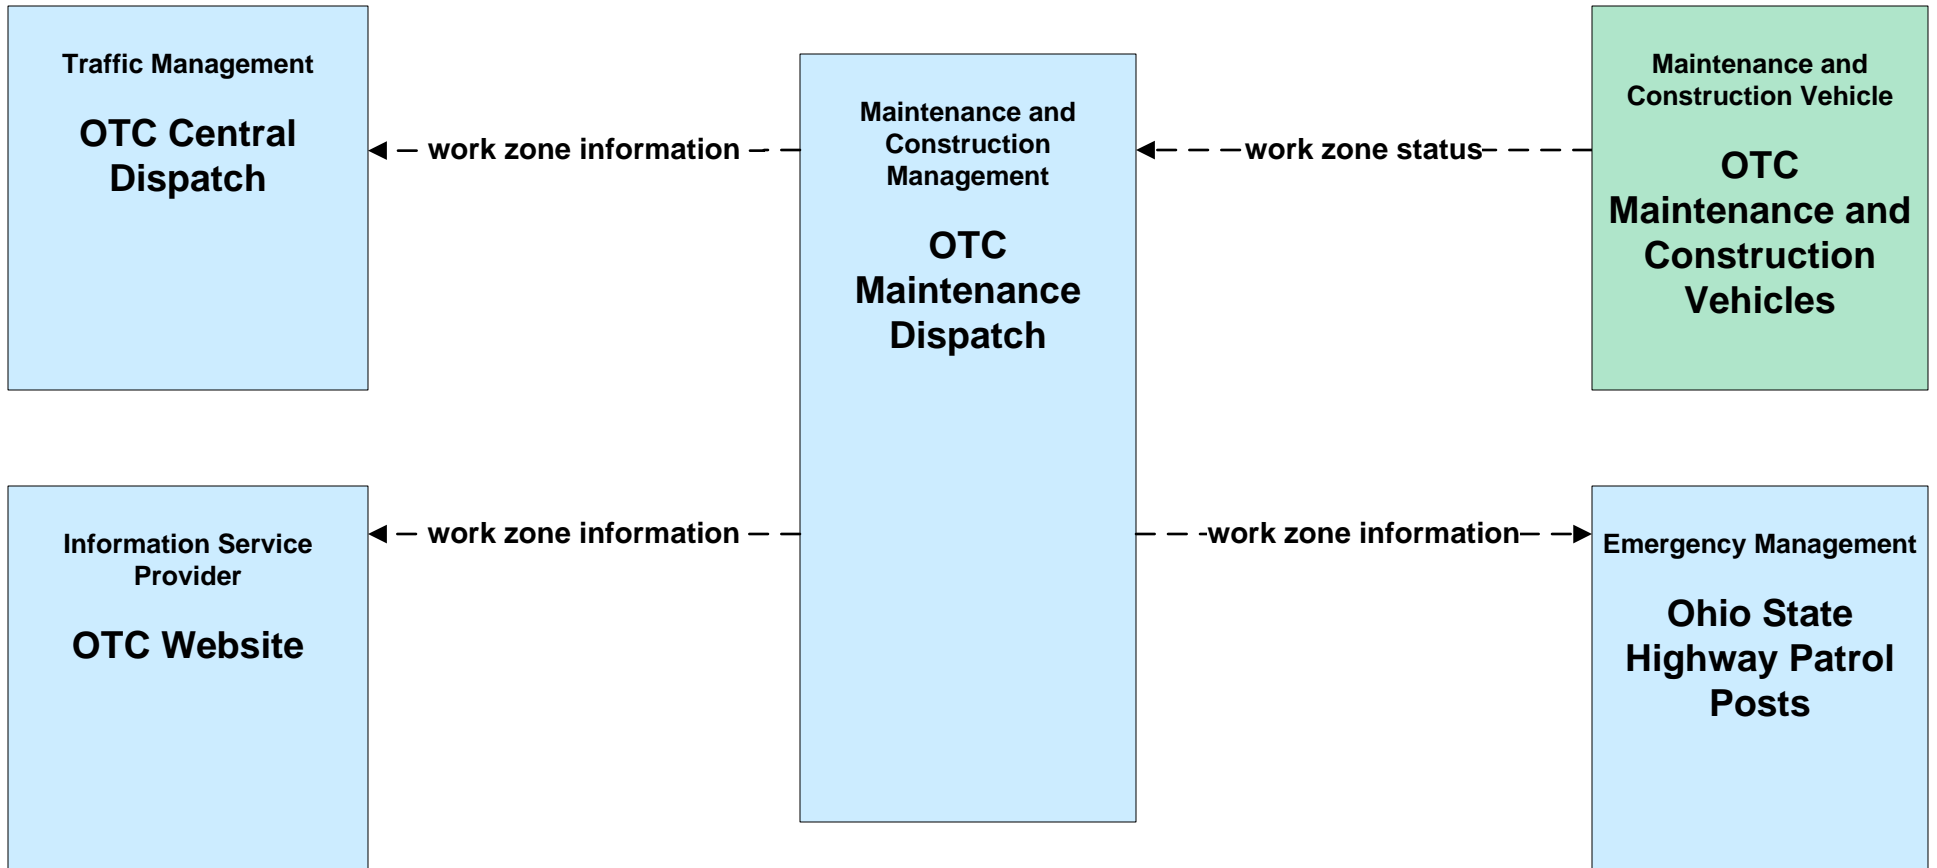 Traffic Management
OTC Central
Dispatch
work zone information
Maintenance and
Construction
Management
OTC
Maintenance
Dispatch
work zone status
Maintenance and
Construction Vehicle
OTC
Maintenance and
Construction
Vehicles
Information Service
Provider
OTC Website
work zone information
work zone information
Emergency Management
Ohio State
Highway Patrol
Posts